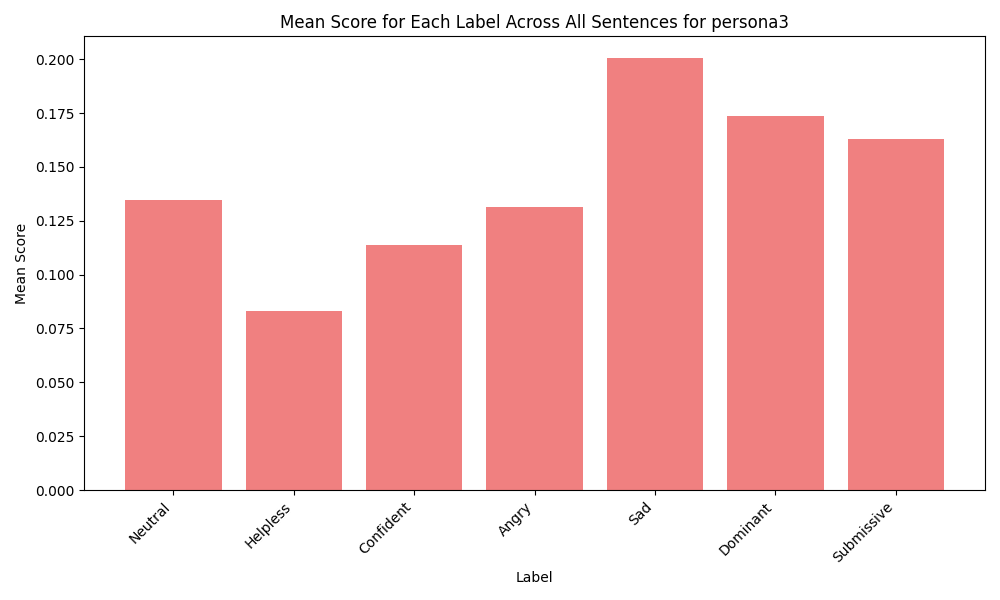 Mean Score for Each Label Across All Sentences for persona3
Mean Score
0.200
0.175
0.150
0.125
0.100
0.075
0.050
0.025
0.000
Neutral
Helpless
Confident
Angry
Sad
Dominant
Submissive
Label